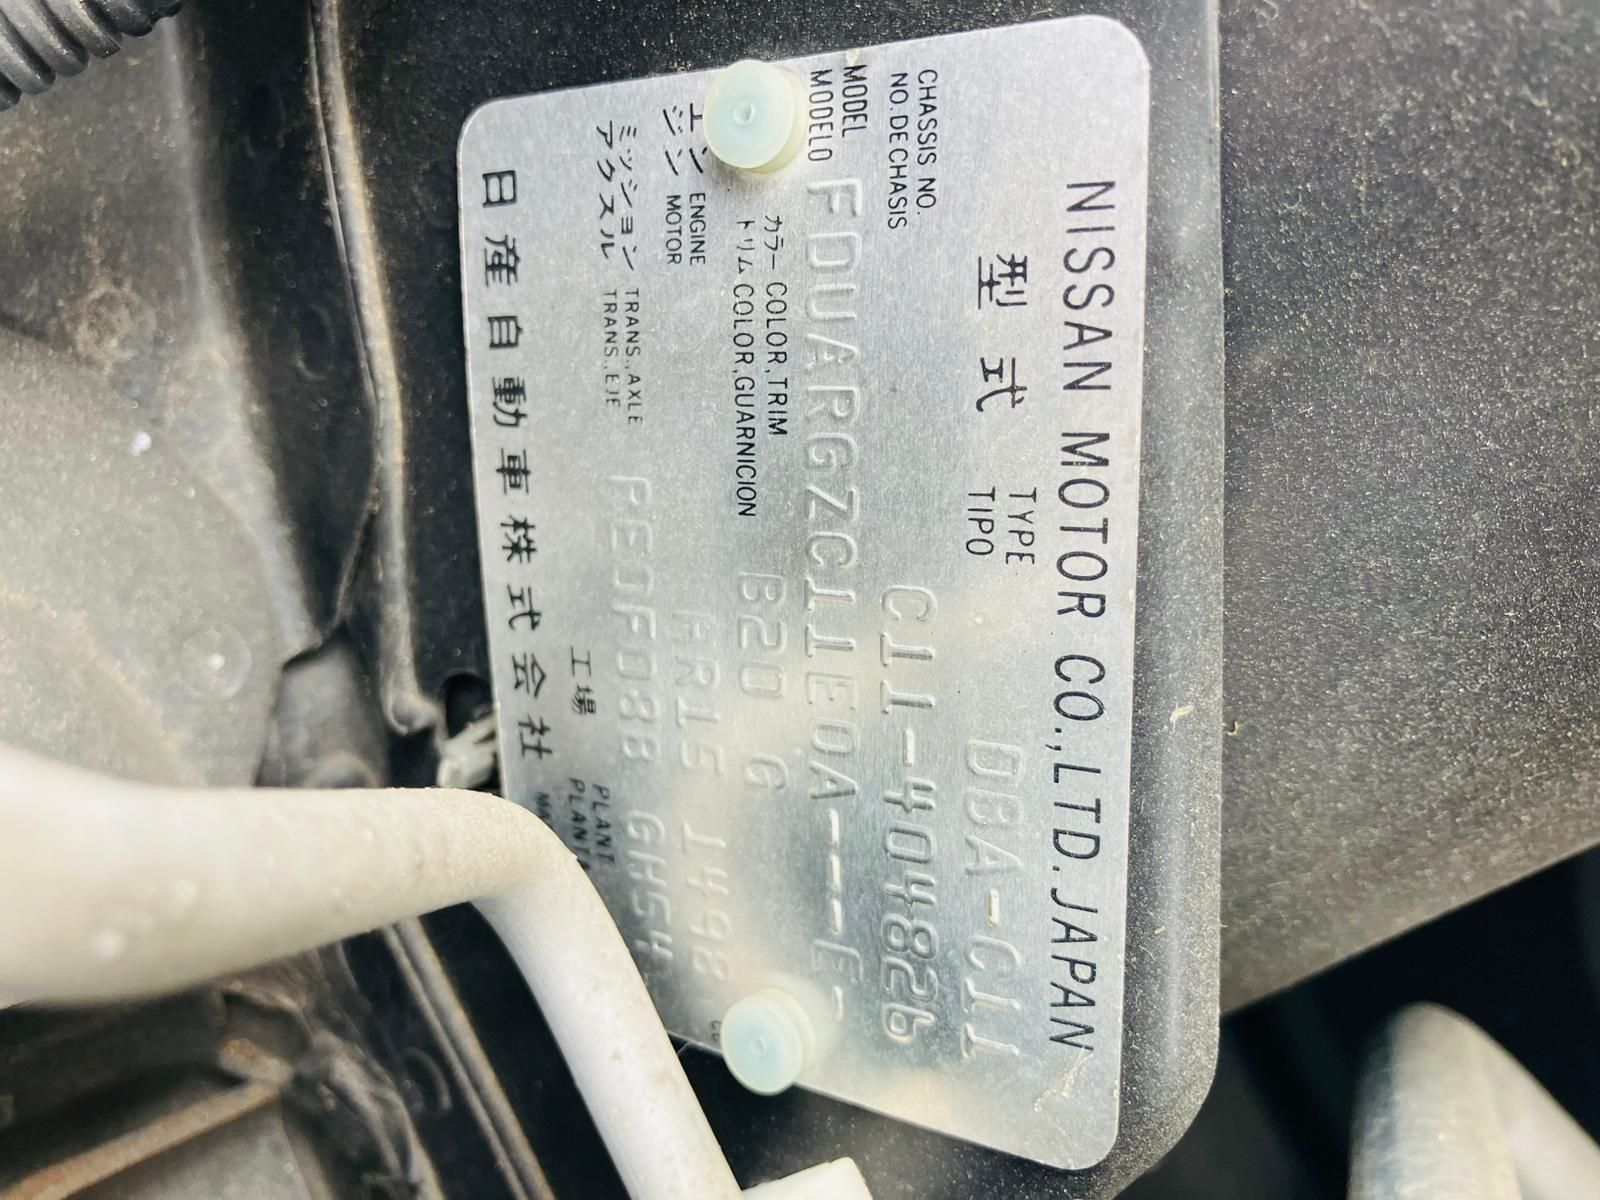 NISSAN MOTOR CO.,LTD. JAPAN
型式 TYPE TIPO DBA-C11
CHASSIS NO. NO.DE CHASIS C11-404826
MODEL MODELO FDUARGZC11EDA----E-
カラー COLOR,TRIM
トリム COLOR,GUARNICION B20 G
エンジン ENGINE MOTOR HR15 1498
ミッション TRANS.,AXLE
アクスル TRANS.,EJE RE0F08B GH54
工場 PLANT
日産自動車株式会社